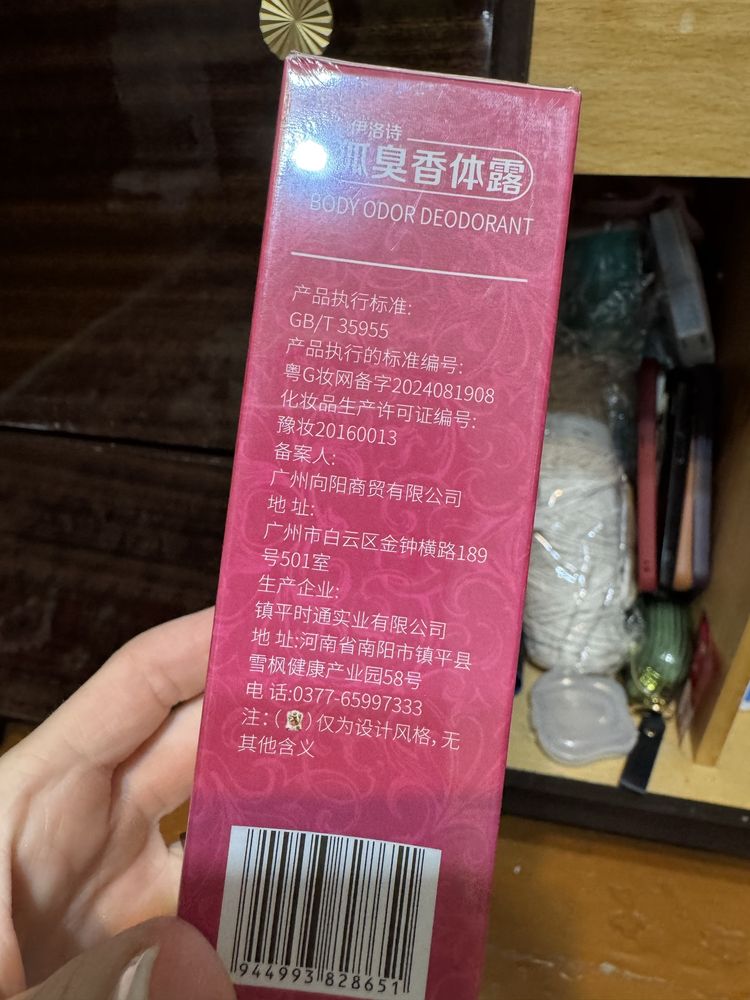 伊洛诗
臭香体露
BODY ODOR DEODORANT
产品执行标准:
GB/T 35955
产品执行的标准编号:
粤G妆网备字2024081908
化妆品生产许可证编号:
豫妆20160013
备案人:
广州向阳商贸有限公司
地 址:
广州市白云区金钟横路189
号501室
生产企业:
镇平时通实业有限公司
地 址:河南省南阳市镇平县
雪枫健康产业园58号
电 话:0377-65997333
注: ( ) 仅为设计风格, 无
其他含义
944993 828651